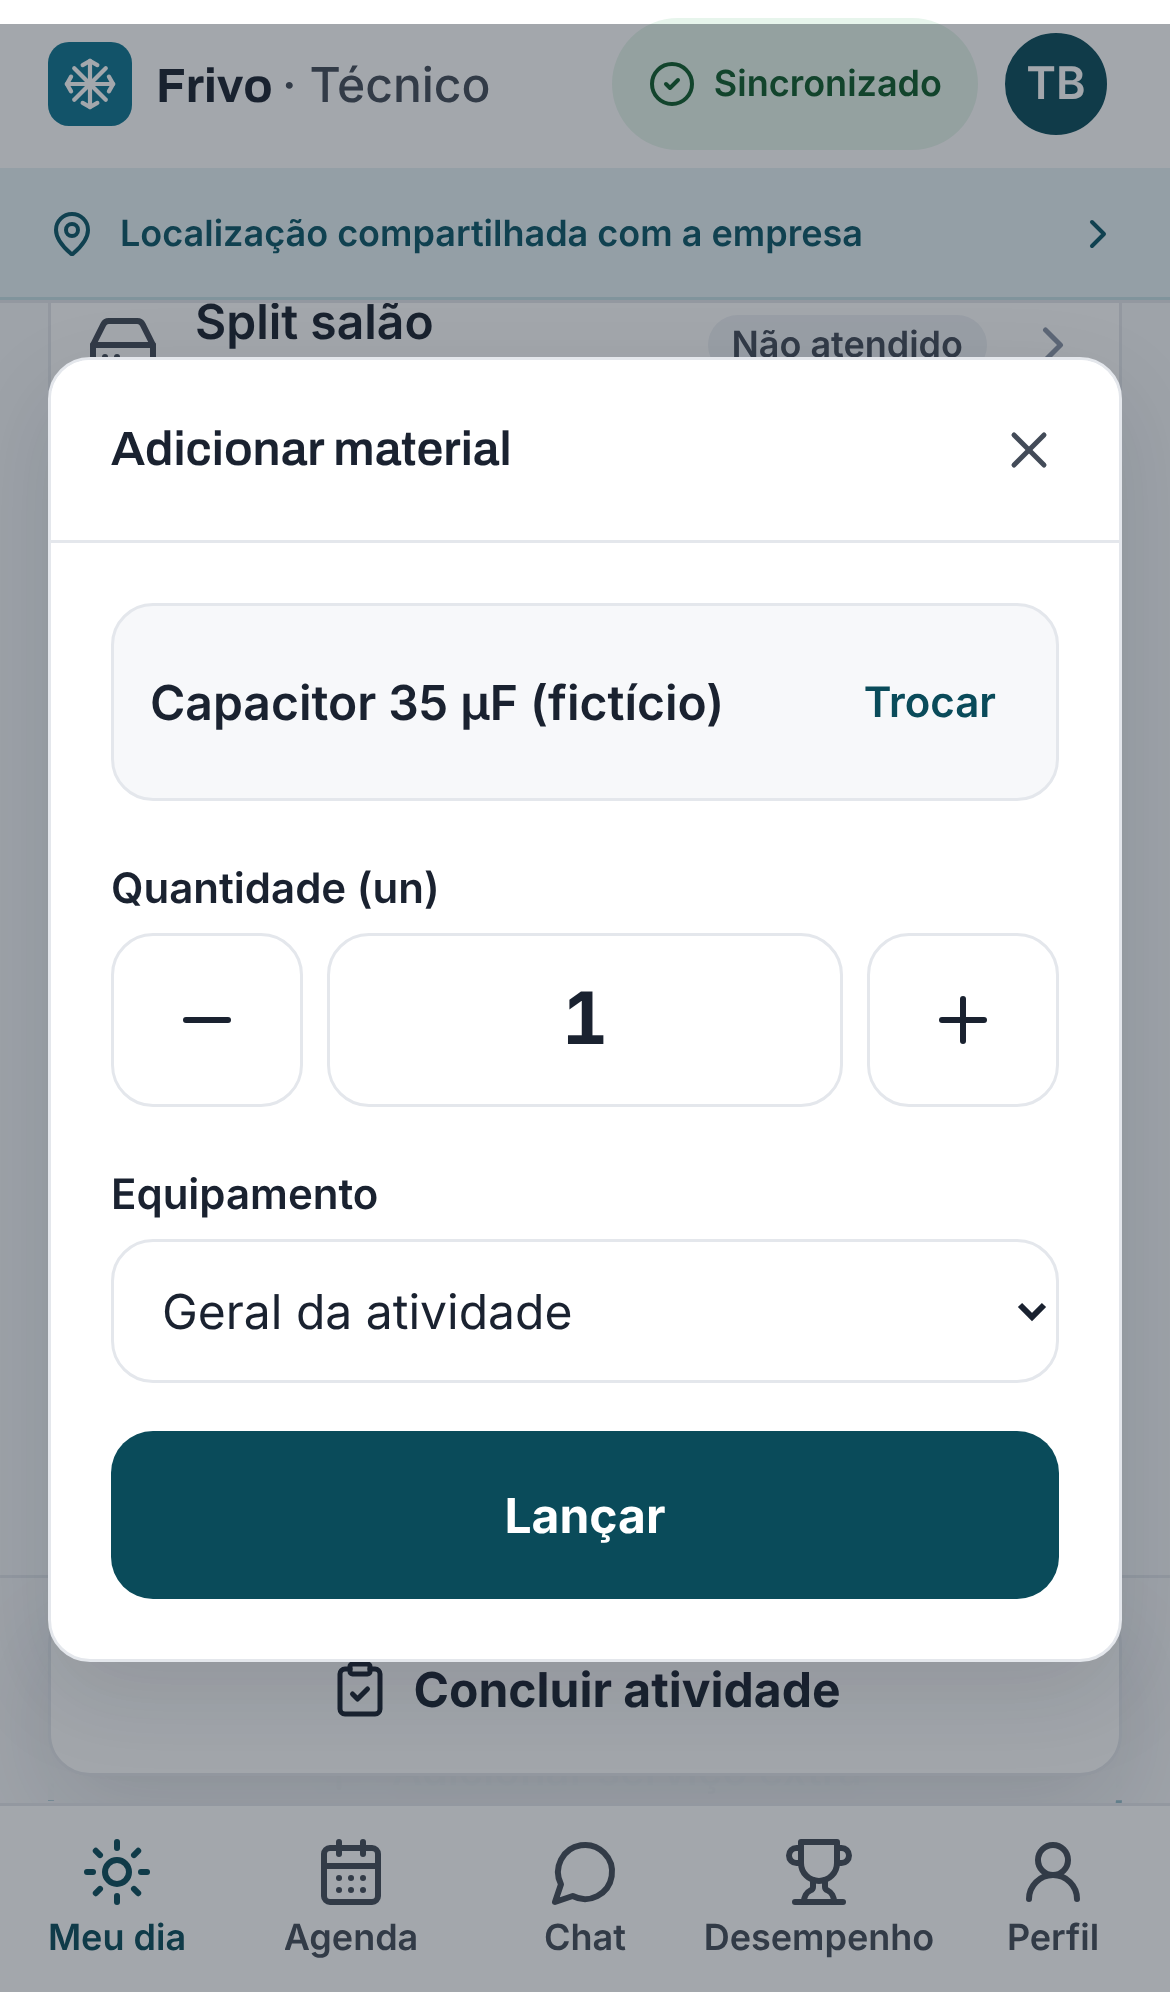 Frivo · Técnico
Sincronizado
TB
Localização compartilhada com a empresa
Split salão
Não atendido
Adicionar material
Capacitor 35 µF (fictício)
Trocar
Quantidade (un)
1
Equipamento
Geral da atividade
Lançar
Concluir atividade
Meu dia
Agenda
Chat
Desempenho
Perfil